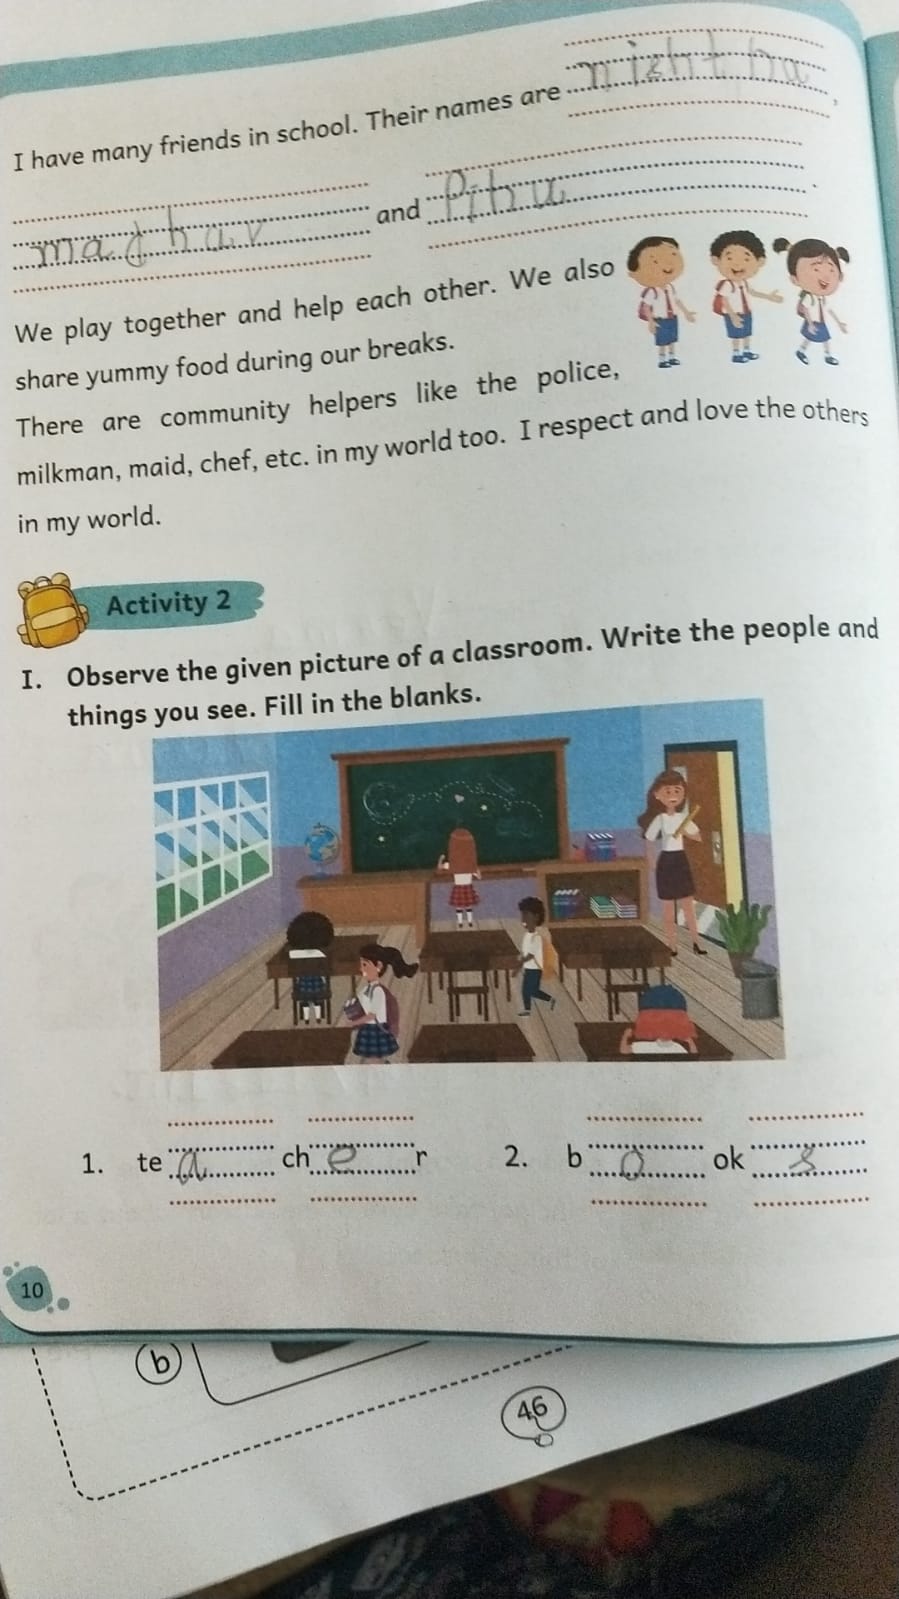 I have many friends in school. Their names are nishtha,
madhav and Pihu.
We play together and help each other. We also
share yummy food during our breaks.
There are community helpers like the police,
milkman, maid, chef, etc. in my world too. I respect and love the others
in my world.
Activity 2
I. Observe the given picture of a classroom. Write the people and
things you see. Fill in the blanks.
1. te a ch e r 2. b o ok s
10
b
46